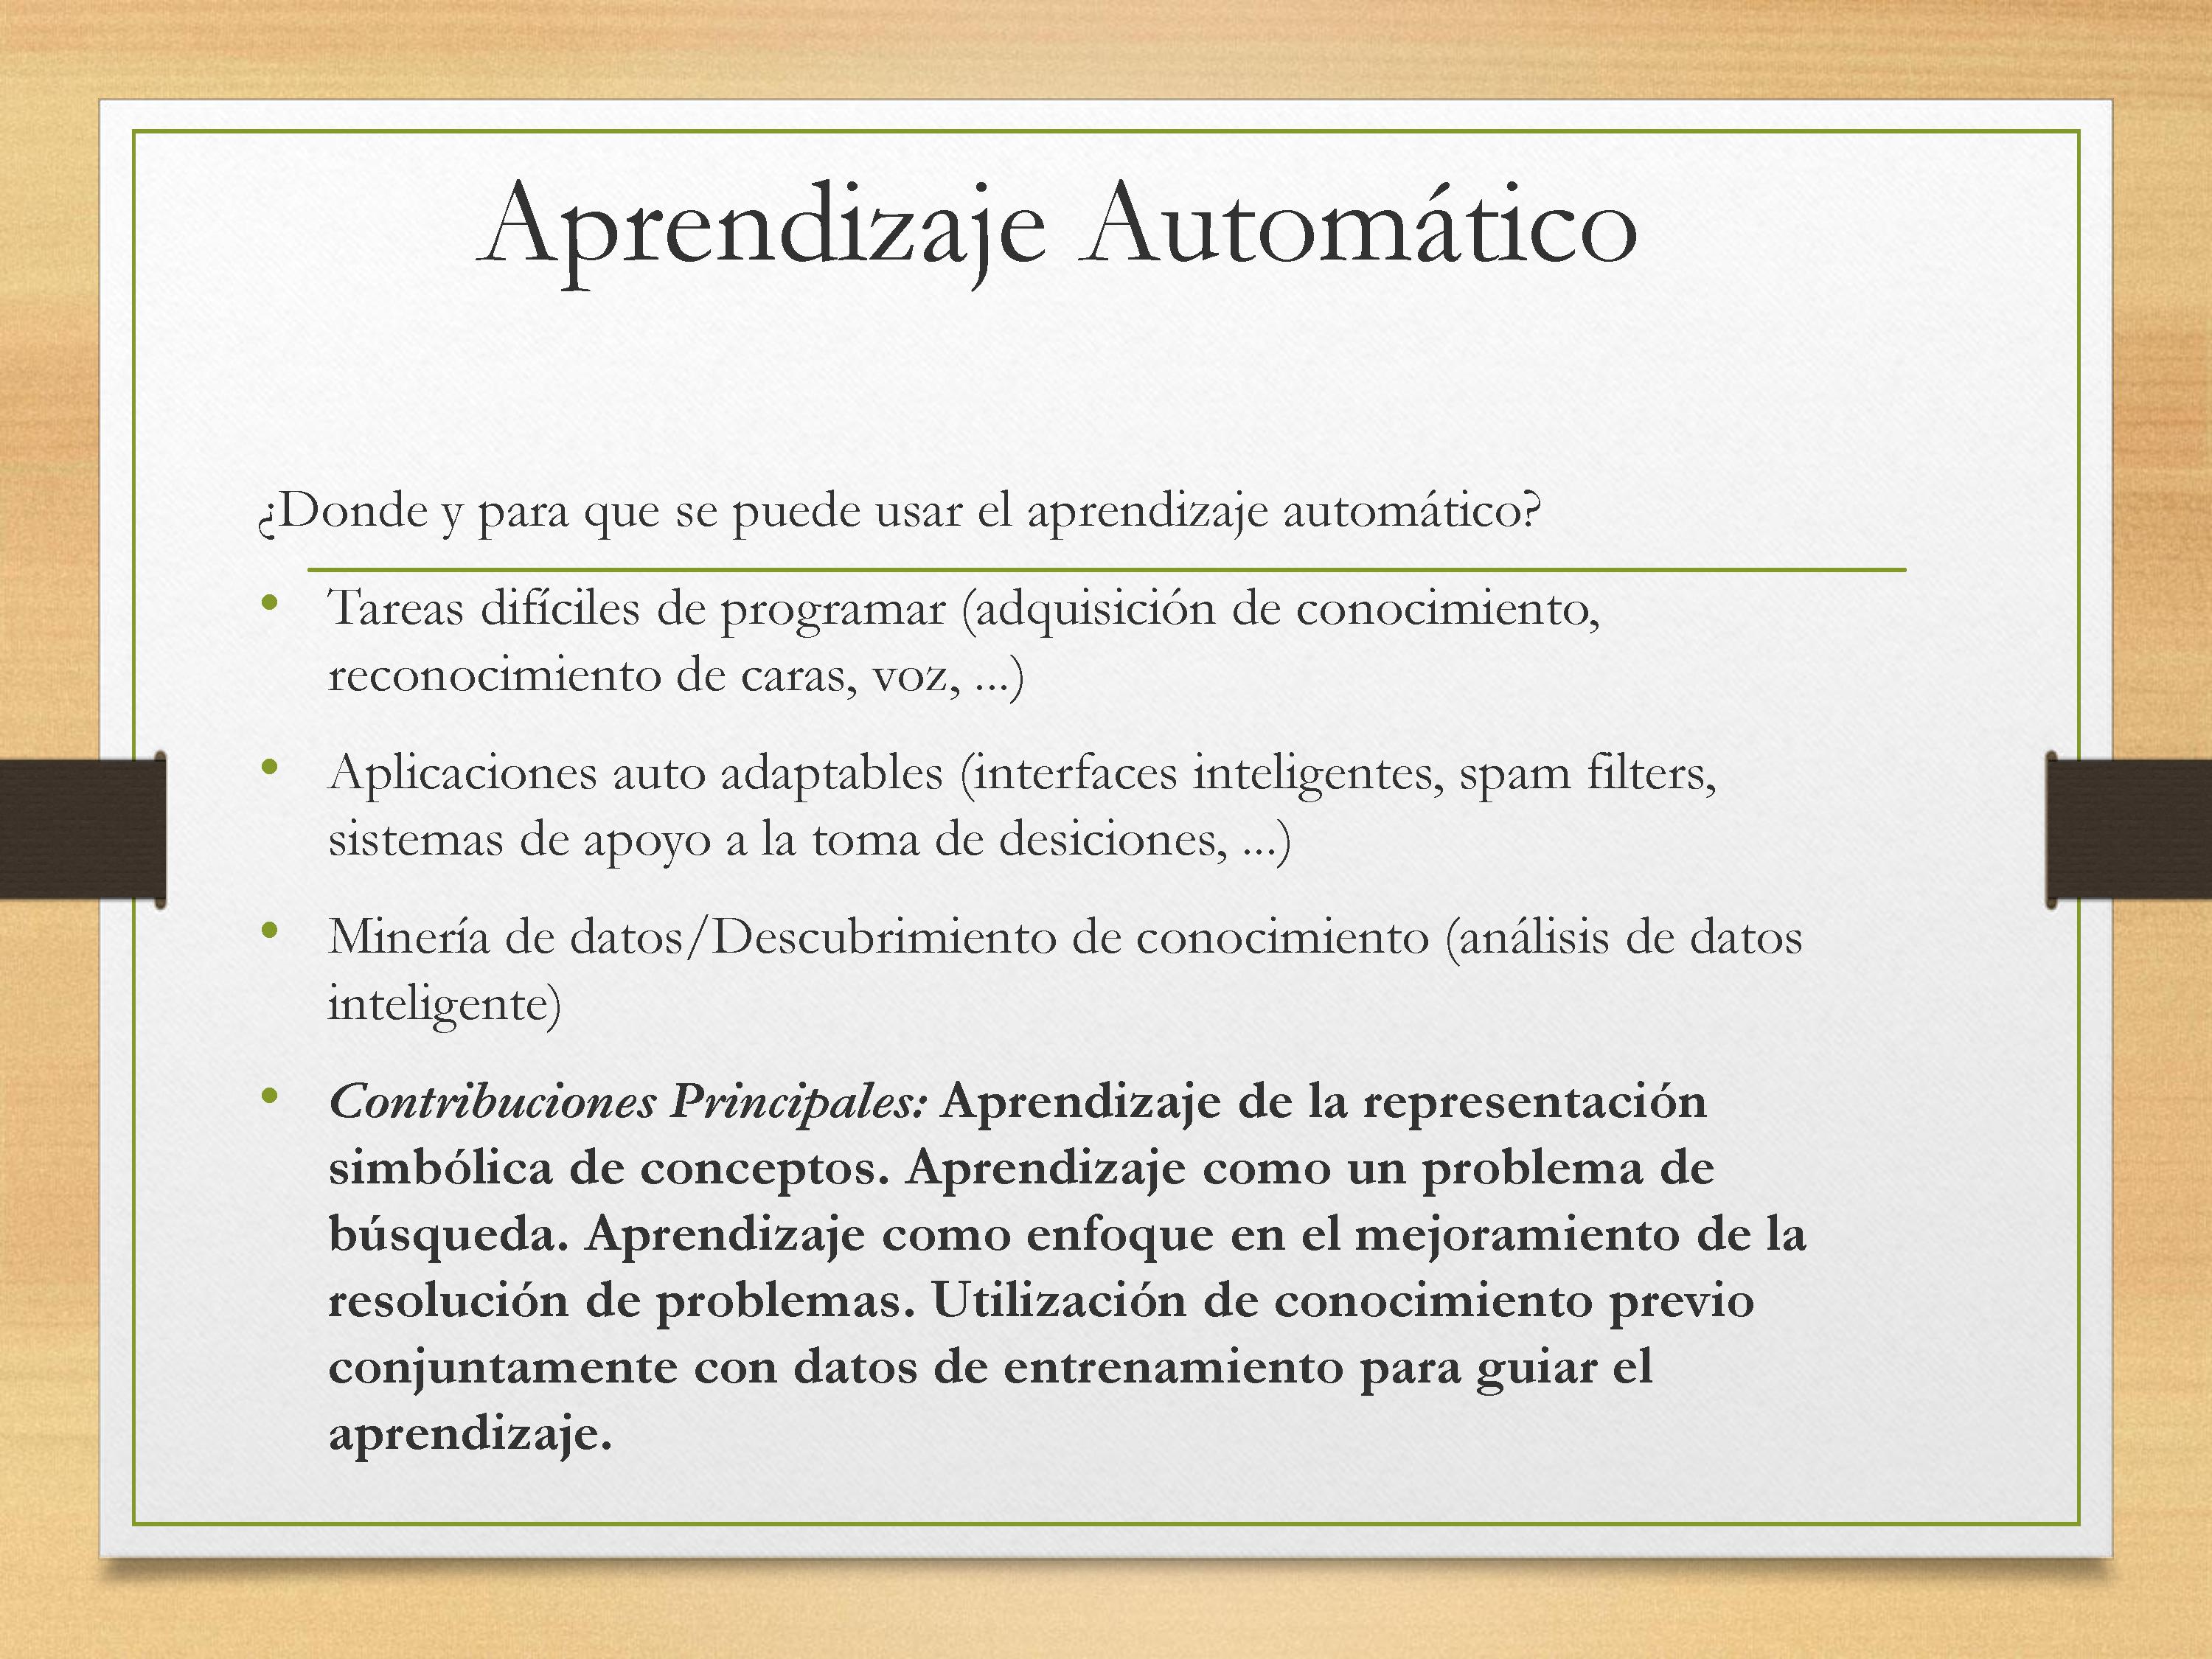 Aprendizaje Automático
¿Donde y para que se puede usar el aprendizaje automático?
• Tareas difíciles de programar (adquisición de conocimiento,
reconocimiento de caras, voz, ...)
• Aplicaciones auto adaptables (interfaces inteligentes, spam filters,
sistemas de apoyo a la toma de desiciones, ...)
• Minería de datos/Descubrimiento de conocimiento (análisis de datos
inteligente)
• Contribuciones Principales: Aprendizaje de la representación
simbólica de conceptos. Aprendizaje como un problema de
búsqueda. Aprendizaje como enfoque en el mejoramiento de la
resolución de problemas. Utilización de conocimiento previo
conjuntamente con datos de entrenamiento para guiar el
aprendizaje.